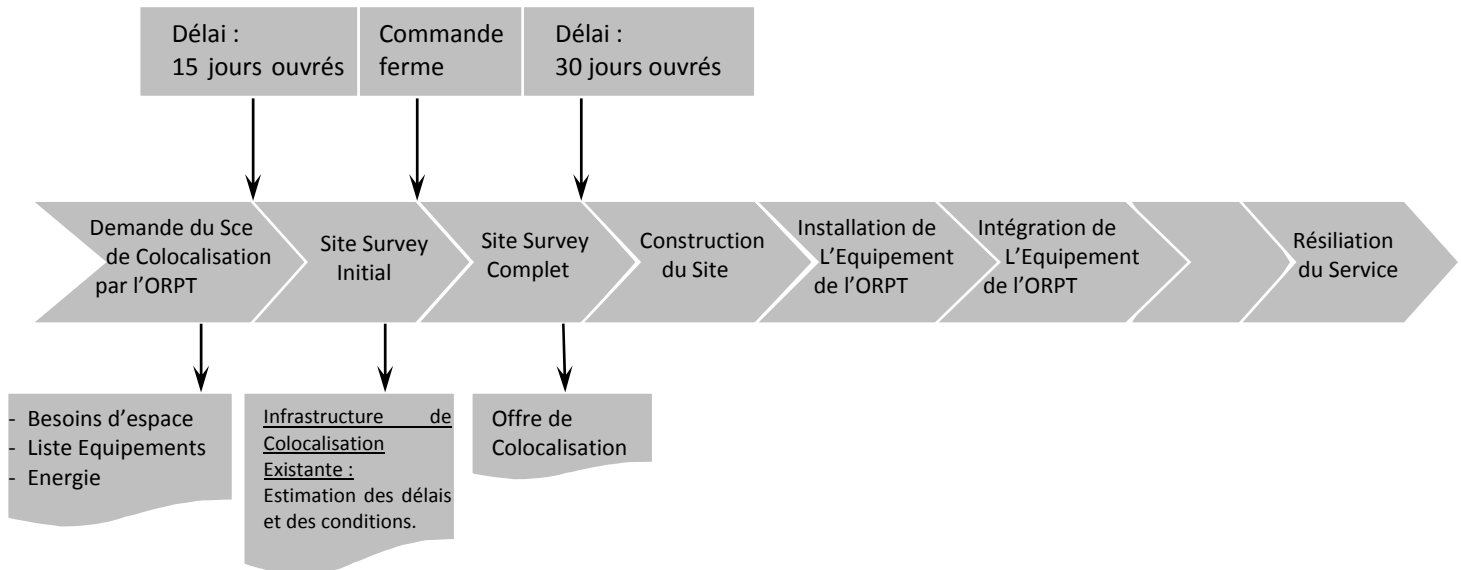 Délai :
15 jours ouvrés
Commande
ferme
Délai :
30 jours ouvrés
Demande du Sce
de Colocalisation
par l'ORPT
Site Survey
Initial
Site Survey
Complet
Construction
du Site
Installation de
L'Equipement
de l'ORPT
Intégration de
L'Equipement
de l'ORPT
Résiliation
du Service
- Besoins d'espace
- Liste Equipements
- Energie
Infrastructure de
Colocalisation
Existante :
Estimation des délais
et des conditions.
Offre de
Colocalisation